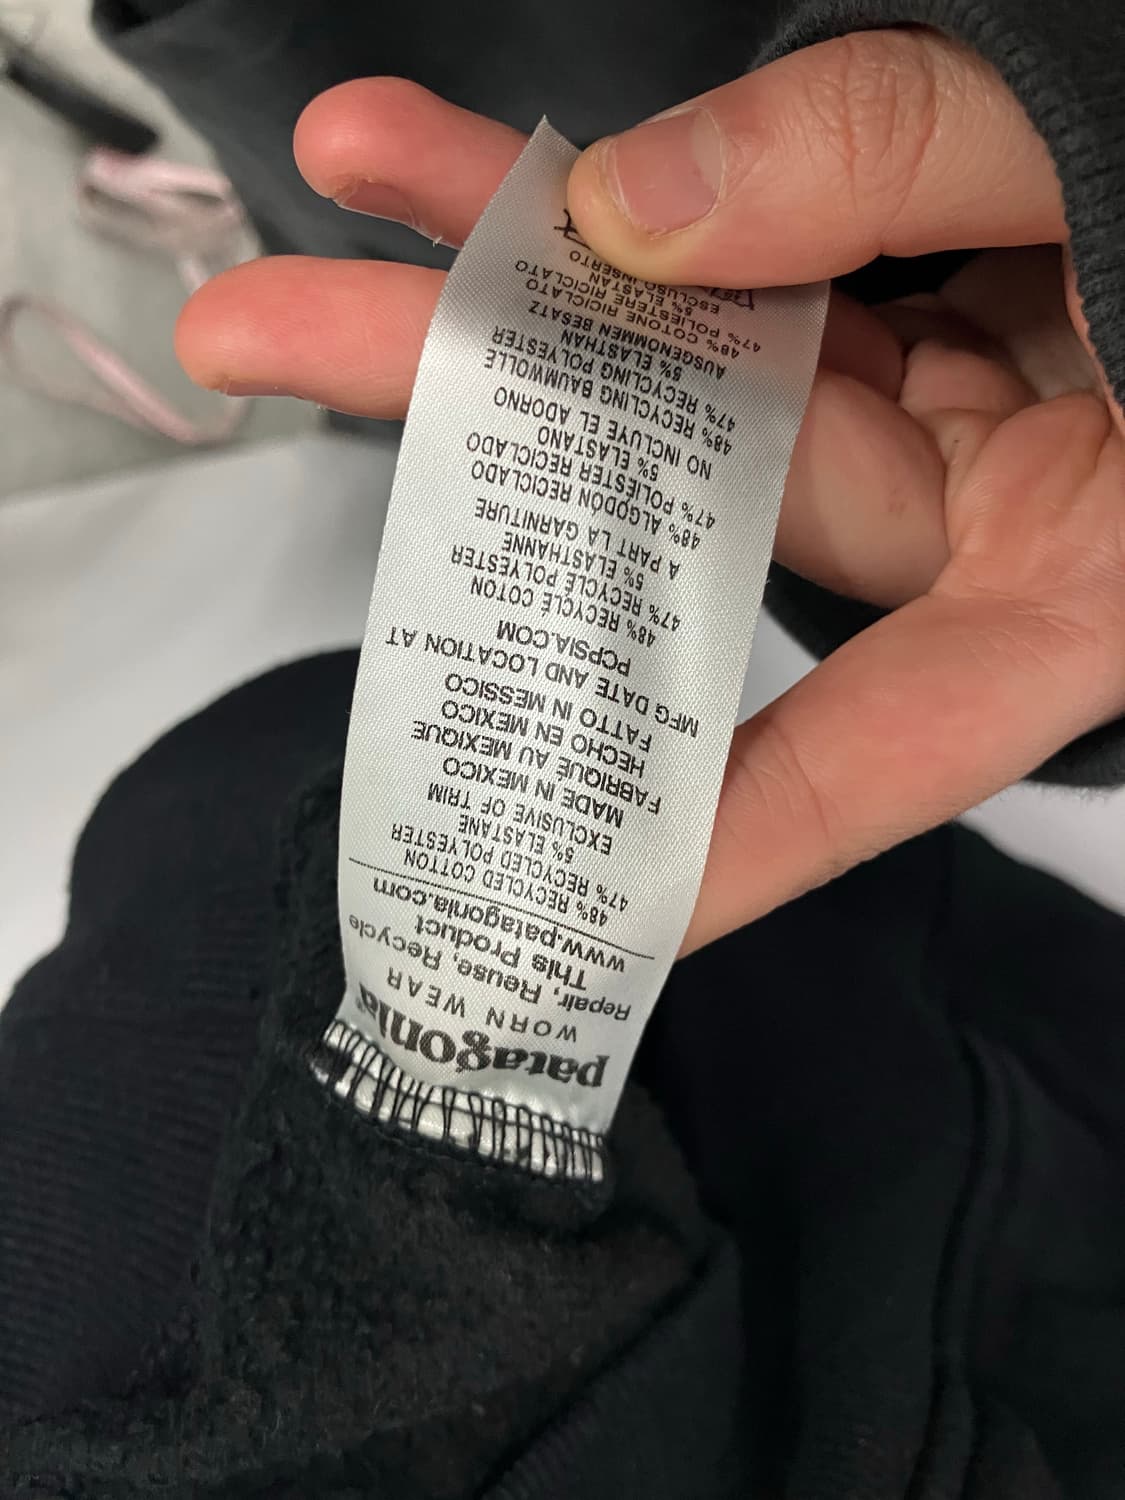 patagonia®
WORN WEAR
Repair, Reuse, Recycle
This Product
www.patagonia.com
48% RECYCLED COTTON
47% RECYCLED POLYESTER
5% ELASTANE
EXCLUSIVE OF TRIM
MADE IN MEXICO
FABRIQUÉ AU MEXIQUE
HECHO EN MÉXICO
FATTO IN MESSICO
MFG DATE AND LOCATION AT
PCPSIA.COM
48% RECYCLÉ COTON
47% RECYCLÉ POLYESTER
5% ELASTHANNE
A PART LA GARNITURE
48% ALGODÓN RECICLADO
47% POLIÉSTER RECICLADO
5% ELASTANO
NO INCLUYE EL ADORNO
48% RECYCLING BAUMWOLLE
47% RECYCLING POLYESTER
5% ELASTHAN
AUSGENOMMEN BESATZ
48% COTONE RICICLATO
47% POLIESTERE RICICLATO
5% ELASTAN
ESCLUSO INSERTO